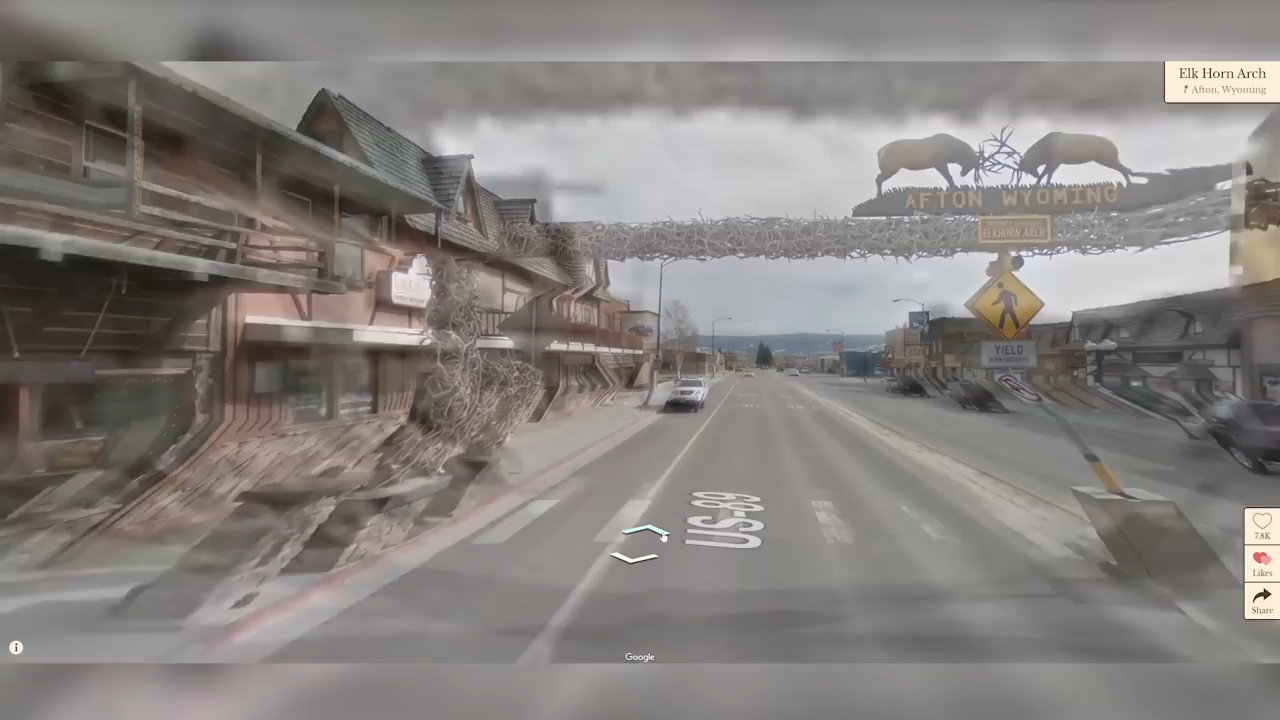 Elk Horn Arch
Afton, Wyoming
AFTON WYOMING
ELKHORN ARCH
YIELD
US-89
7.8K
Likes
Share
Google